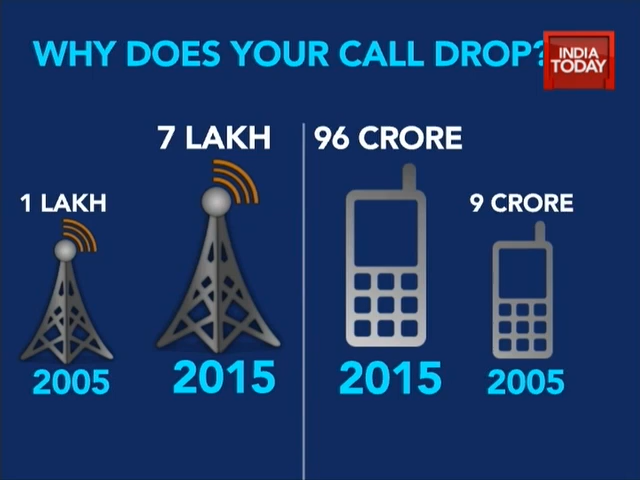 WHY DOES YOUR CALL DROP?
INDIA
TODAY
7 LAKH
96 CRORE
1 LAKH
9 CRORE
2005
2015
2015
2005